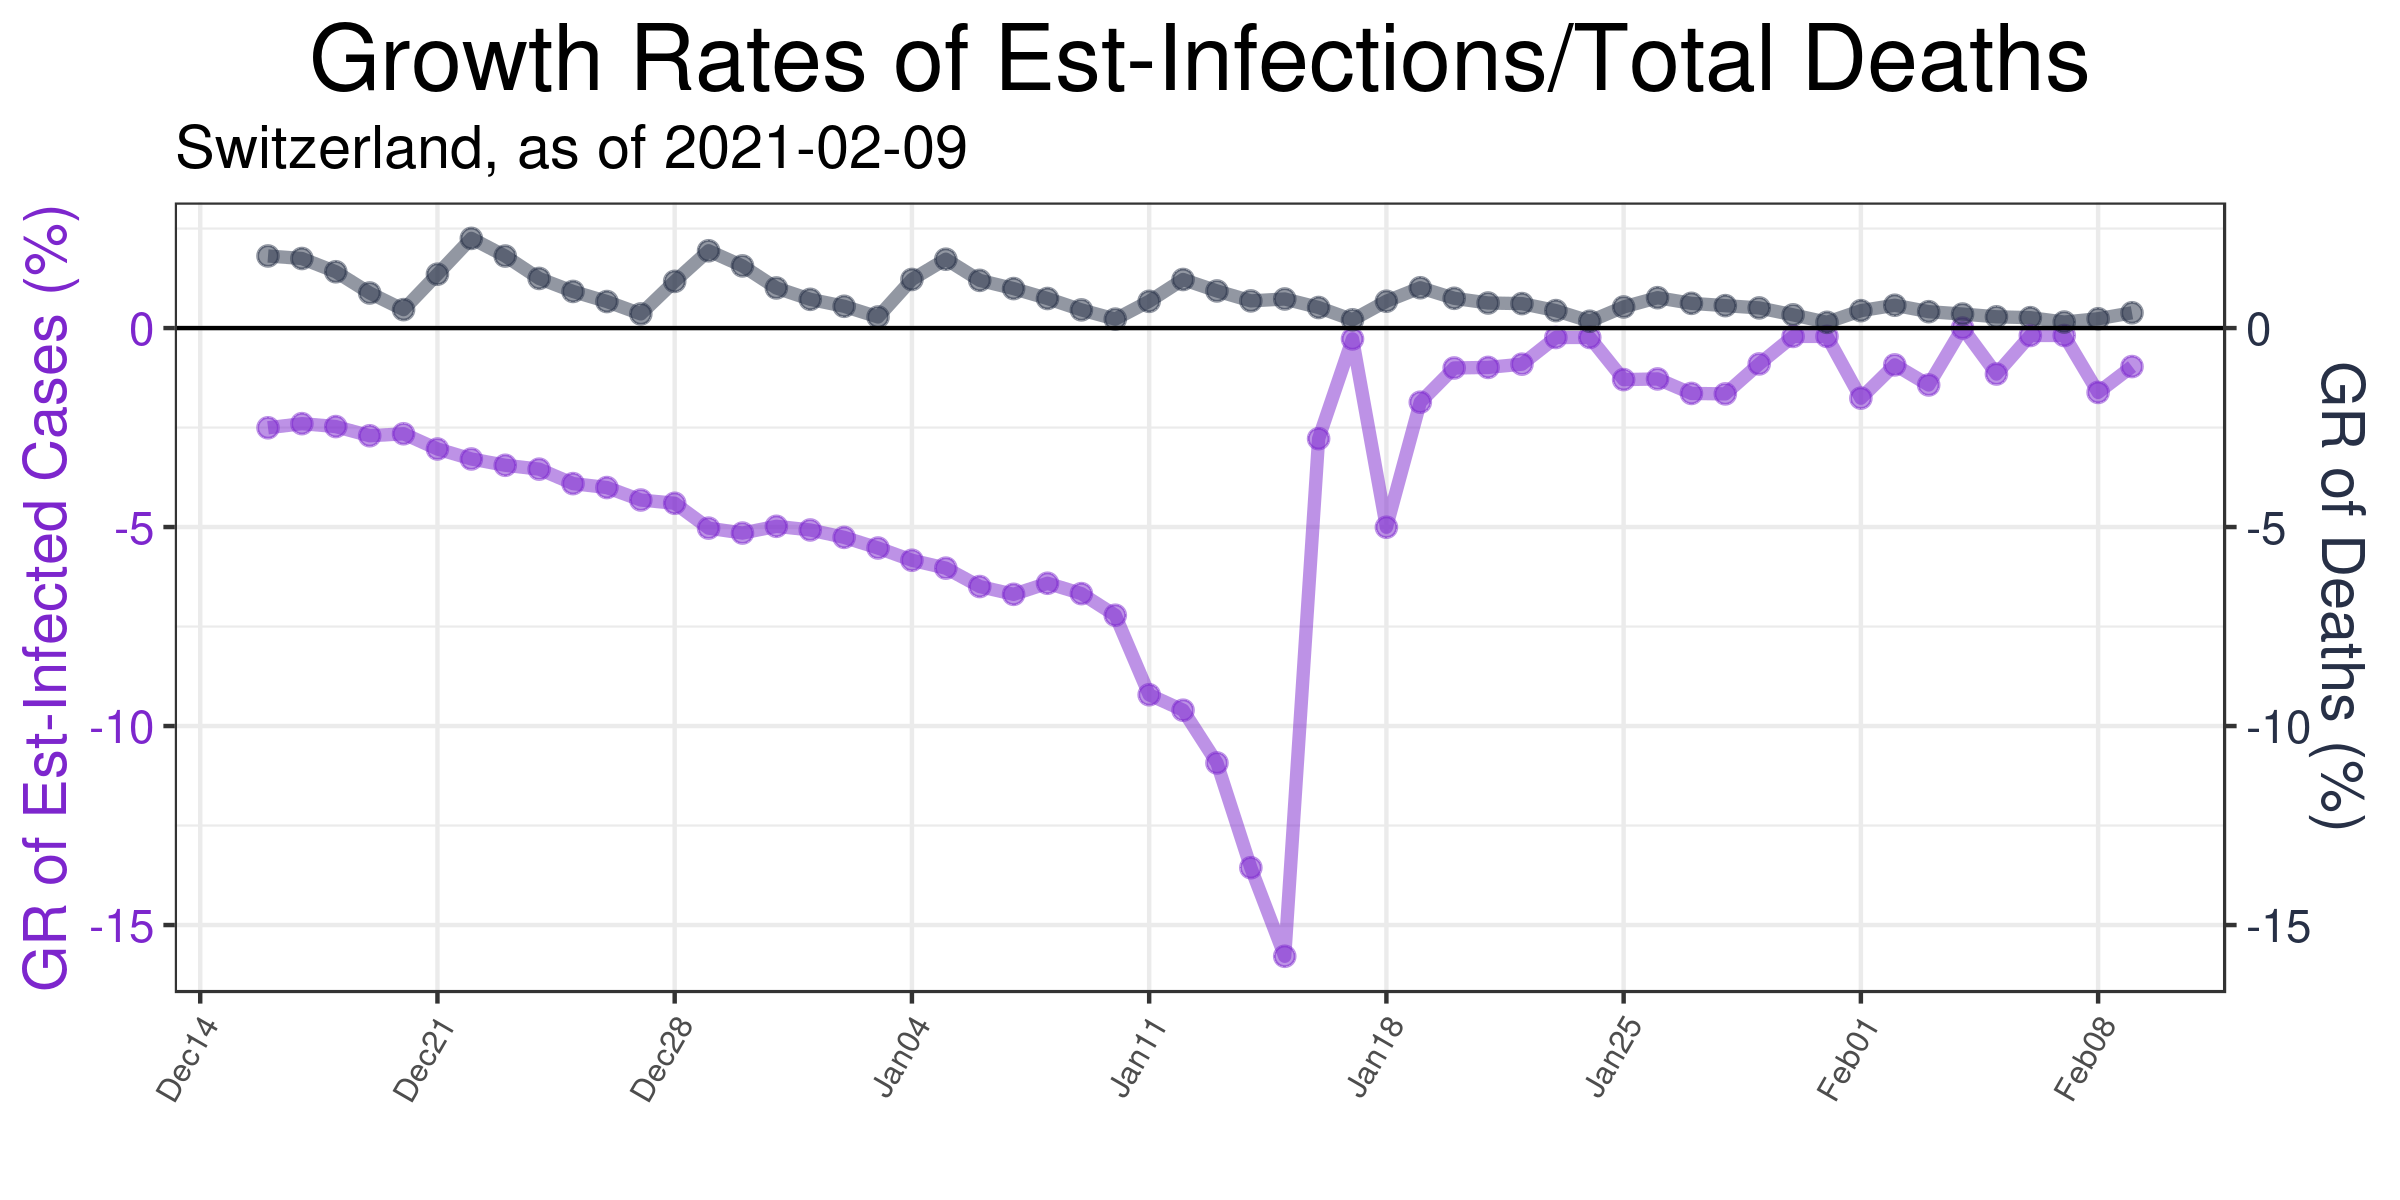 Growth Rates of Est-Infections/Total Deaths
Switzerland, as of 2021-02-09
GR of Est-Infected Cases (%)
0
-5
-10
-15
0
-5
-10
-15
GR of Deaths (%)
Dec14
Dec21
Dec28
Jan04
Jan11
Jan18
Jan25
Feb01
Feb08